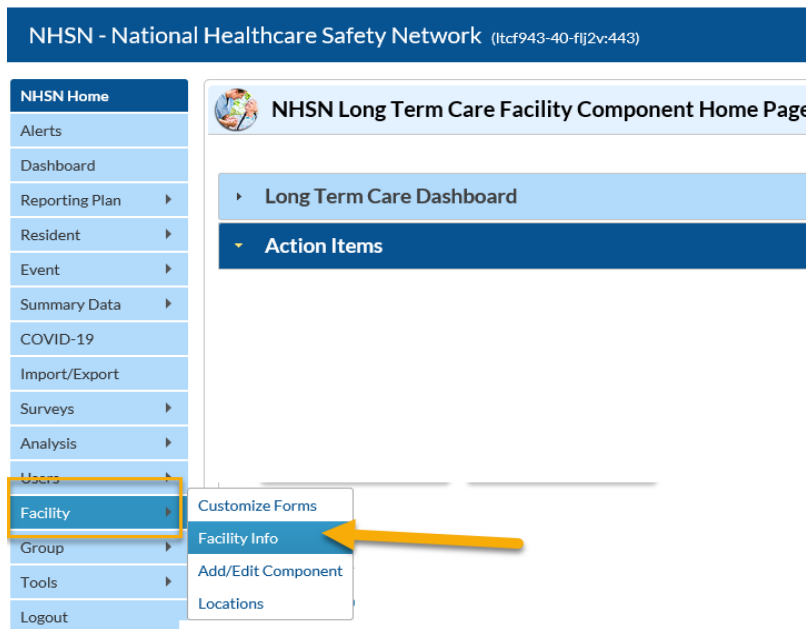 NHSN - National Healthcare Safety Network (ltcf943-40-flj2v:443)
NHSN Home
Alerts
Dashboard
Reporting Plan
Resident
Event
Summary Data
COVID-19
Import/Export
Surveys
Analysis
Users
Facility
Group
Tools
Logout
NHSN Long Term Care Facility Component Home Page
Long Term Care Dashboard
Action Items
Customize Forms
Facility Info
Add/Edit Component
Locations